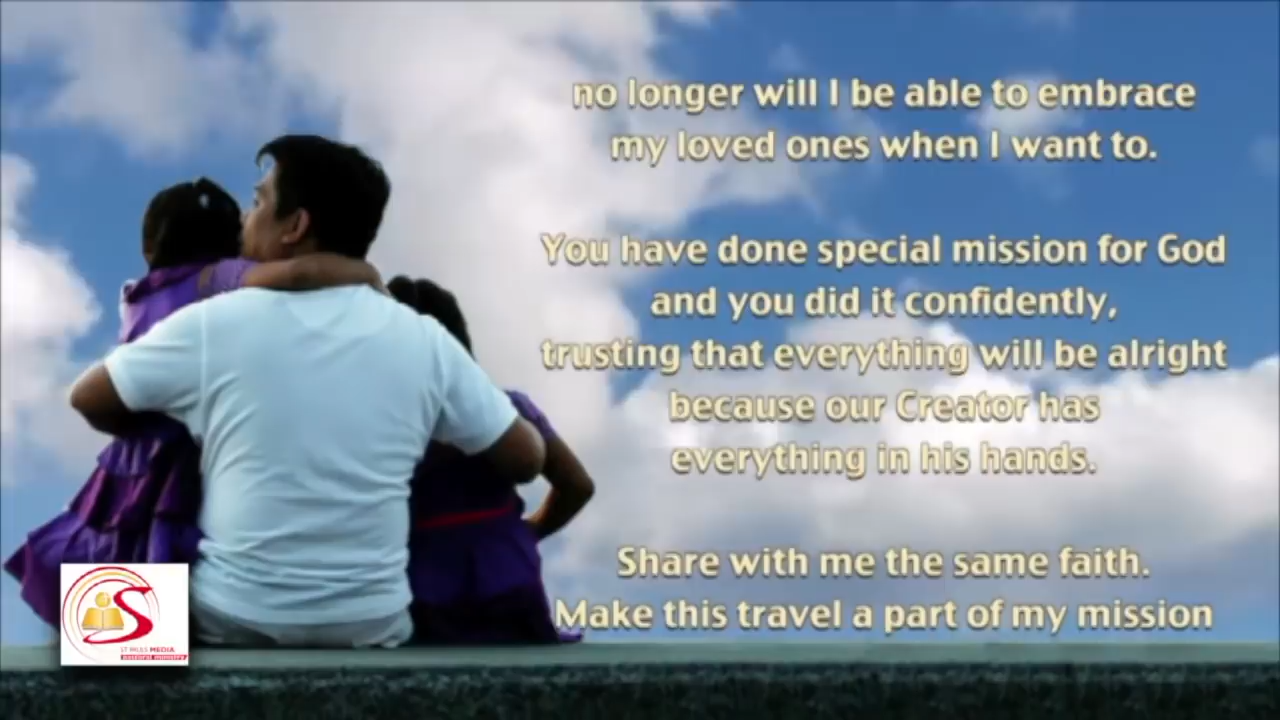 no longer will I be able to embrace
my loved ones when I want to.
You have done special mission for God
and you did it confidently,
trusting that everything will be alright
because our Creator has
everything in his hands.
Share with me the same faith.
Make this travel a part of my mission
S
ST PAULS MEDIA
pastoral ministry